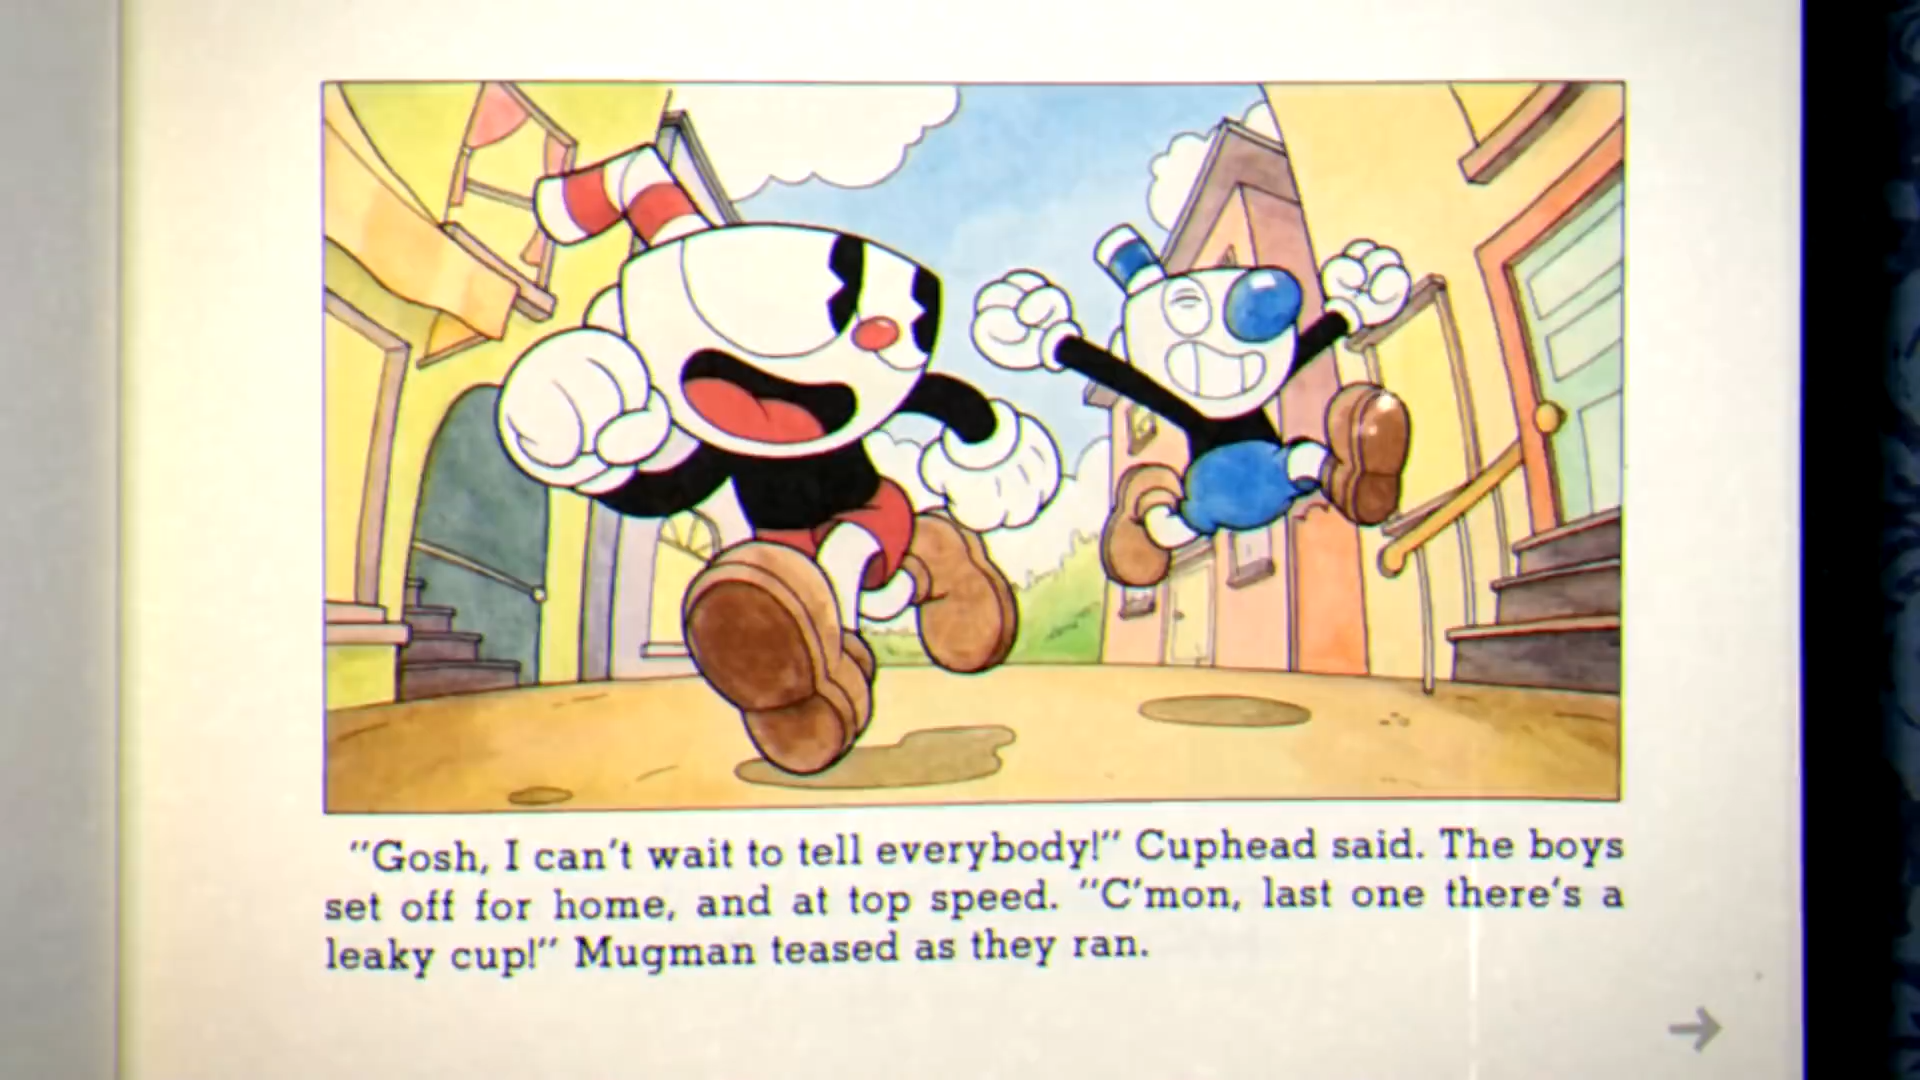 "Gosh, I can't wait to tell everybody!" Cuphead said. The boys
set off for home, and at top speed. "C'mon, last one there's a
leaky cup!" Mugman teased as they ran.